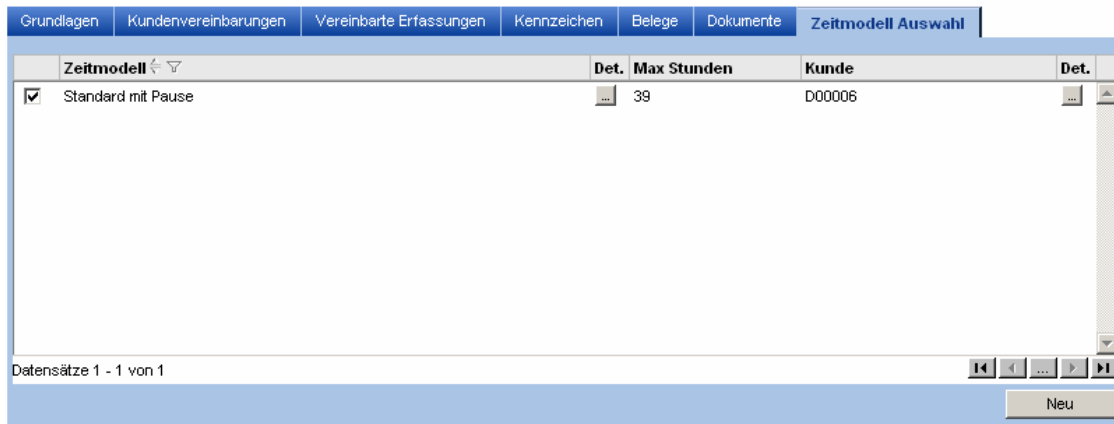 Grundlagen Kundenvereinbarungen Vereinbarte Erfassungen Kennzeichen Belege Dokumente Zeitmodell Auswahl
Zeitmodell Det. Max Stunden Kunde Det.
Standard mit Pause ... 39 D00006 ...
Datensätze 1 - 1 von 1 ...
Neu